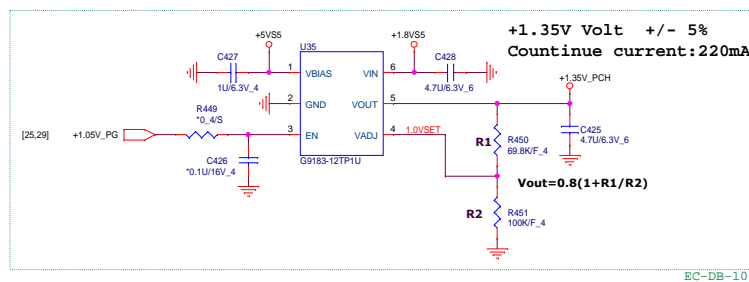 +1.35V Volt +/- 5%
Countinue current:220mA
+5VS5
+1.8VS5
U35
C427
1U/6.3V_4
C428
4.7U/6.3V_6
1
VBIAS
VIN
6
+1.35V_PCH
2
GND
VOUT
5
R449
*0_4/S
[25,29]
+1.05V_PG
3
EN
VADJ
4
1.0VSET
R1
R450
69.8K/F_4
C425
4.7U/6.3V_6
G9183-12TP1U
C426
*0.1U/16V_4
Vout=0.8(1+R1/R2)
R2
R451
100K/F_4
EC-DB-10